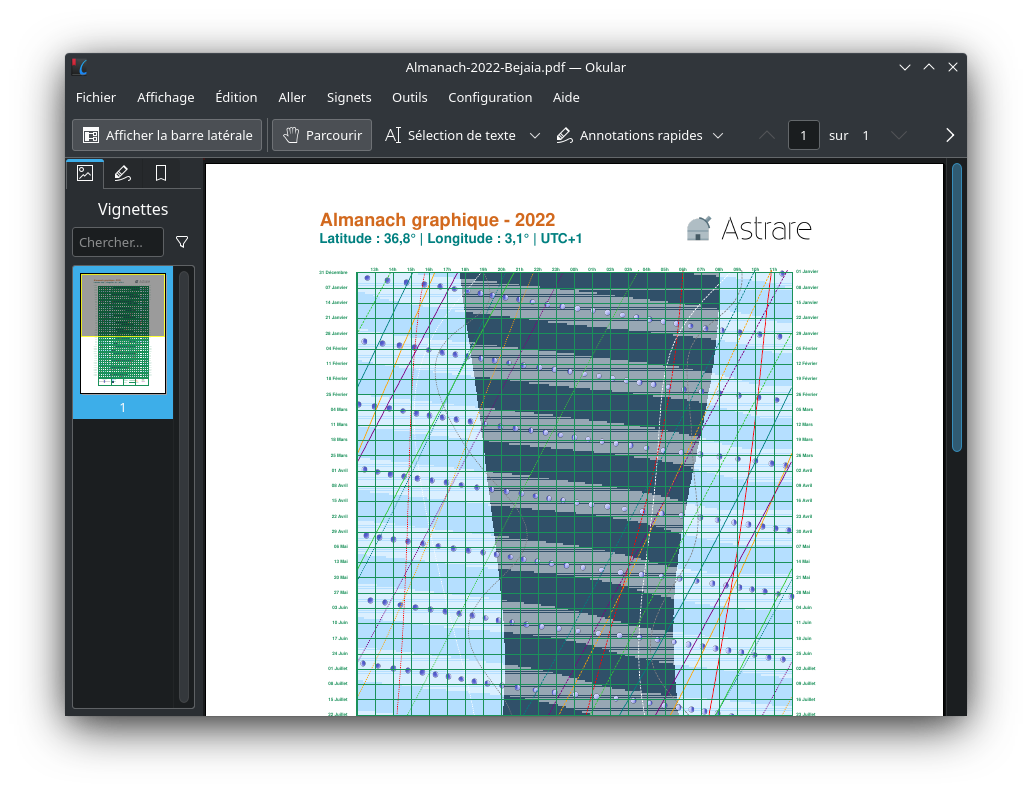 Almanach-2022-Bejaia.pdf — Okular
Fichier Affichage Édition Aller Signets Outils Configuration Aide
Afficher la barre latérale Parcourir Sélection de texte Annotations rapides 1 sur 1
Vignettes
Chercher...
1
Almanach graphique - 2022
Latitude : 36,8° | Longitude : 3,1° | UTC+1
Astrare
31 Décembre 13h 14h 15h 16h 17h 18h 19h 20h 21h 22h 23h 00h 01h 02h 03h 04h 05h 06h 07h 08h 09h 10h 11h 01 Janvier
07 Janvier 08 Janvier
14 Janvier 15 Janvier
21 Janvier 22 Janvier
28 Janvier 29 Janvier
04 Février 05 Février
11 Février 12 Février
18 Février 19 Février
25 Février 26 Février
04 Mars 05 Mars
11 Mars 12 Mars
18 Mars 19 Mars
25 Mars 26 Mars
01 Avril 02 Avril
08 Avril 09 Avril
15 Avril 16 Avril
22 Avril 23 Avril
29 Avril 30 Avril
06 Mai 07 Mai
13 Mai 14 Mai
20 Mai 21 Mai
27 Mai 28 Mai
03 Juin 04 Juin
10 Juin 11 Juin
17 Juin 18 Juin
24 Juin 25 Juin
01 Juillet 02 Juillet
08 Juillet 09 Juillet
15 Juillet 16 Juillet
22 Juillet 23 Juillet